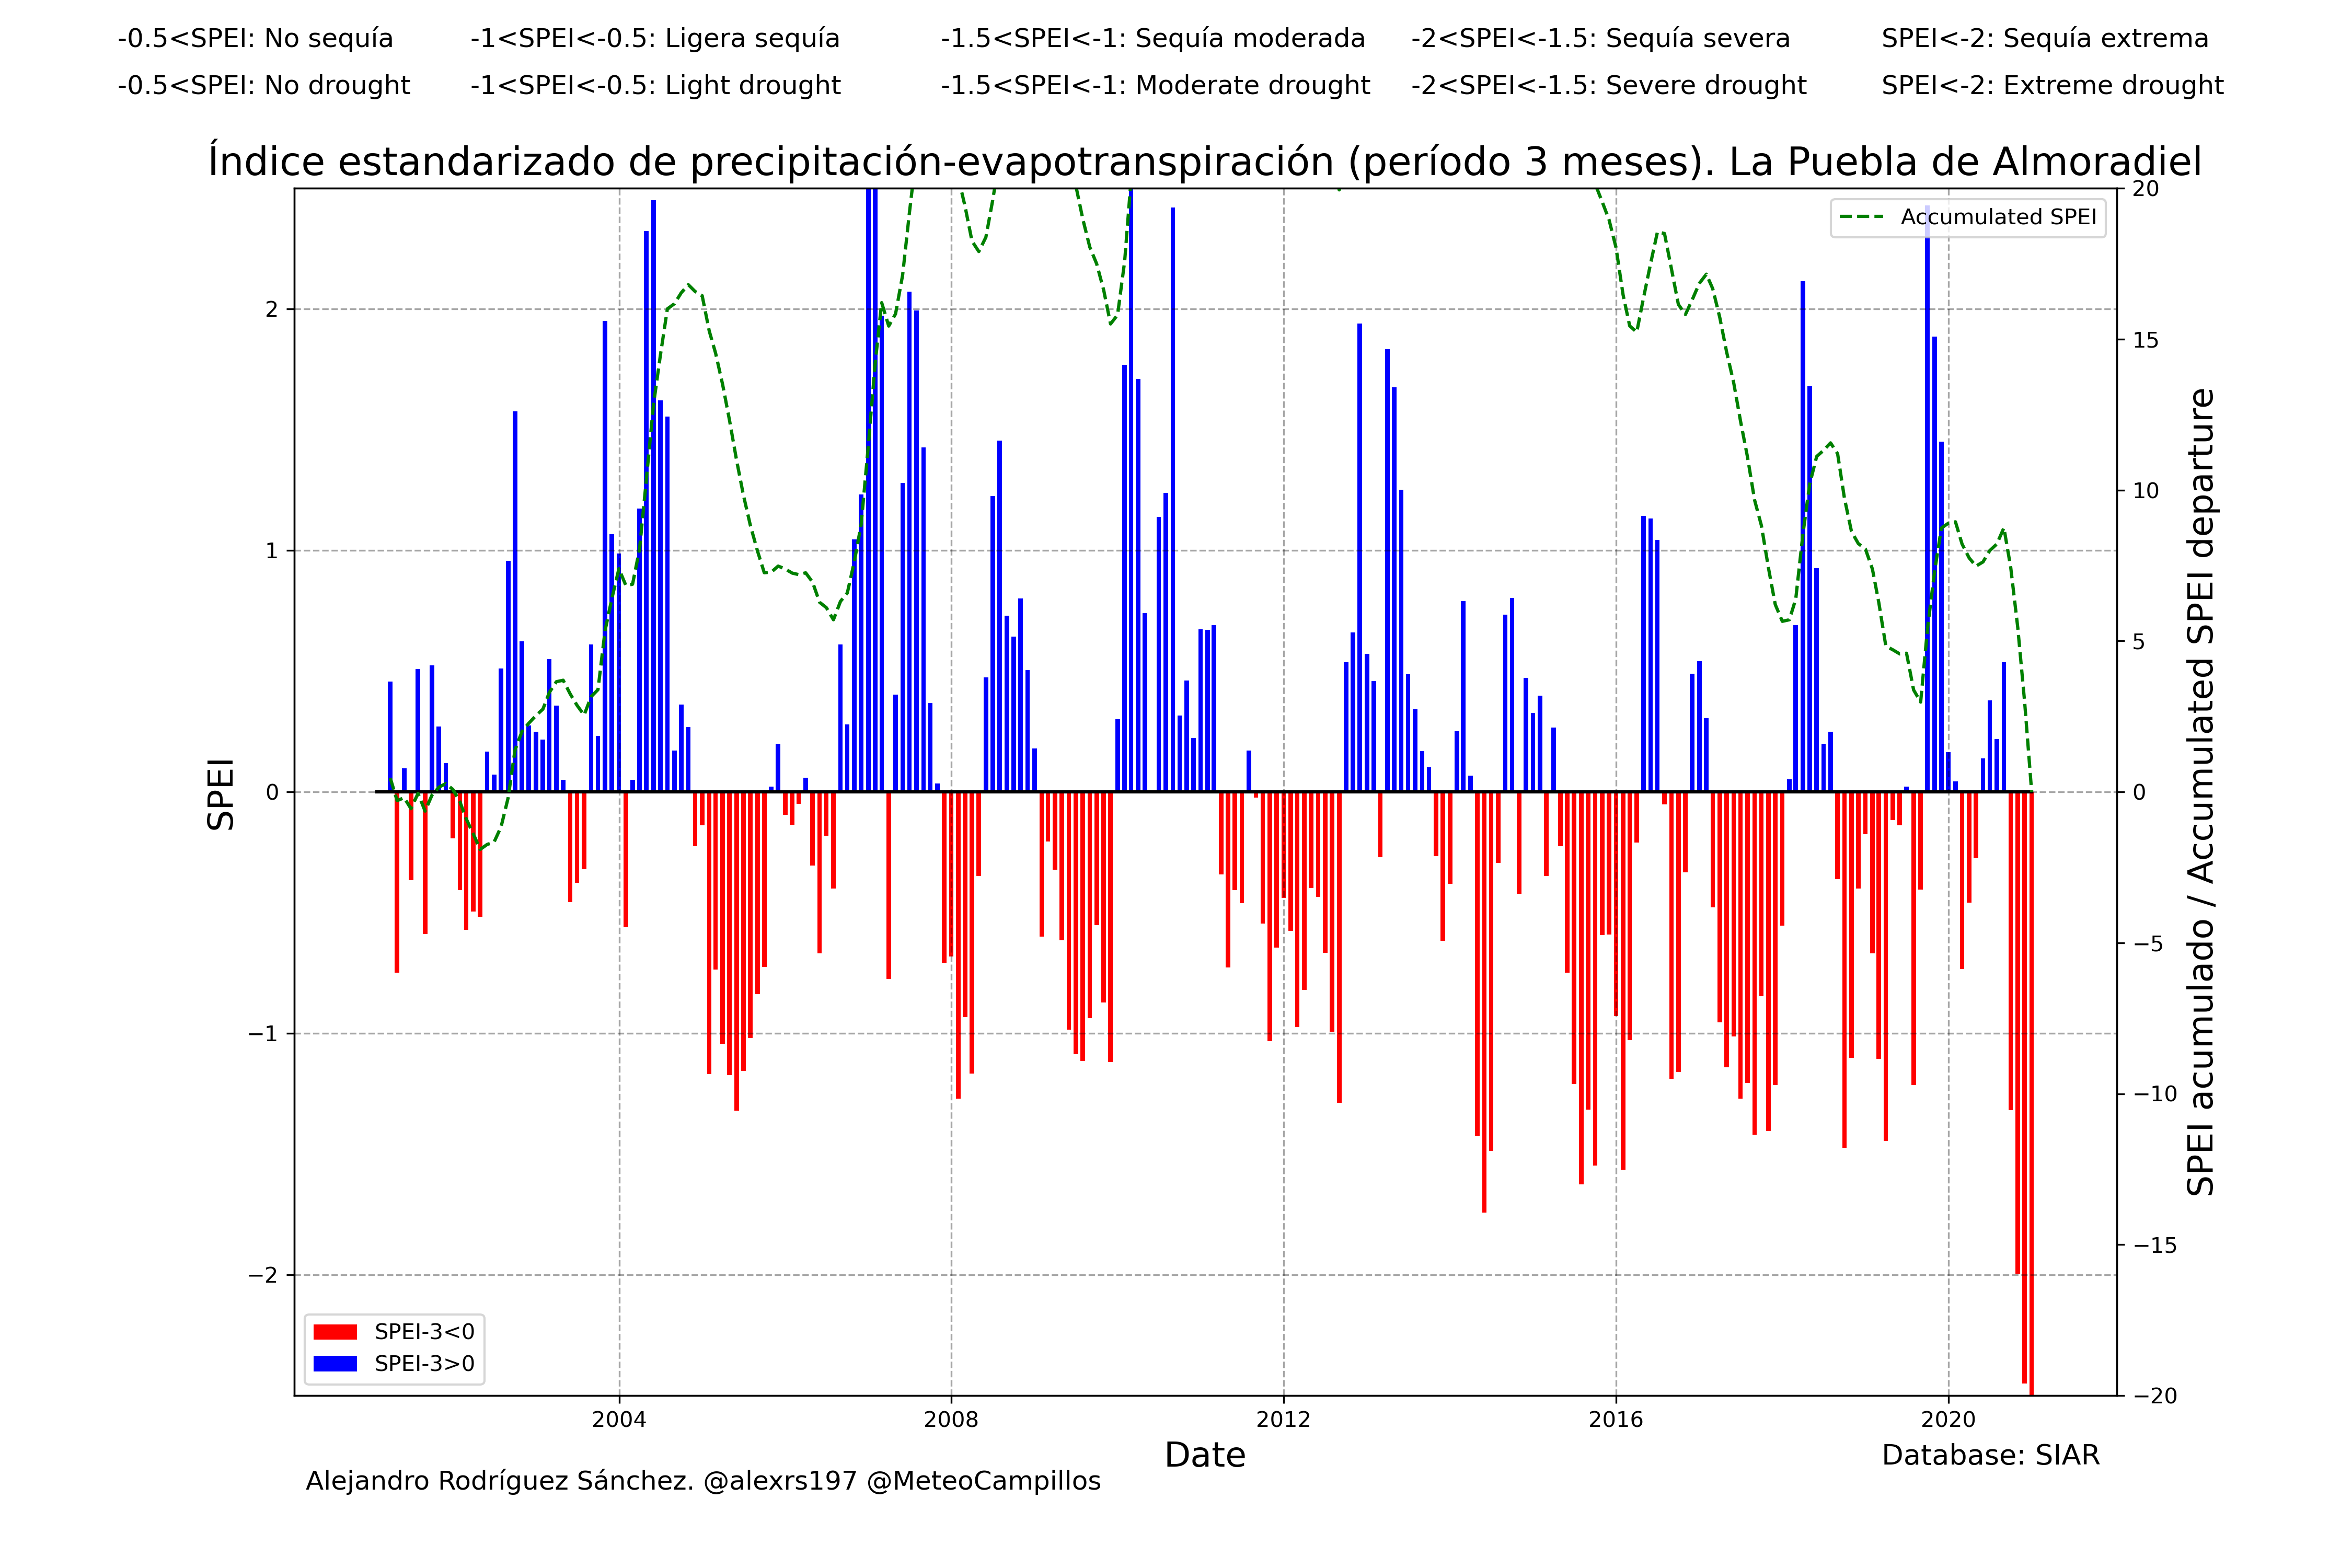 -0.5<SPEI: No sequía -1<SPEI<-0.5: Ligera sequía -1.5<SPEI<-1: Sequía moderada -2<SPEI<-1.5: Sequía severa SPEI<-2: Sequía extrema
-0.5<SPEI: No drought -1<SPEI<-0.5: Light drought -1.5<SPEI<-1: Moderate drought -2<SPEI<-1.5: Severe drought SPEI<-2: Extreme drought
Índice estandarizado de precipitación-evapotranspiración (período 3 meses). La Puebla de Almoradiel
Accumulated SPEI
SPEI
2
1
0
−1
−2
20
15
10
5
0
−5
−10
−15
−20
SPEI acumulado / Accumulated SPEI departure
SPEI-3<0
SPEI-3>0
2004 2008 2012 2016 2020
Date
Database: SIAR
Alejandro Rodríguez Sánchez. @alexrs197 @MeteoCampillos